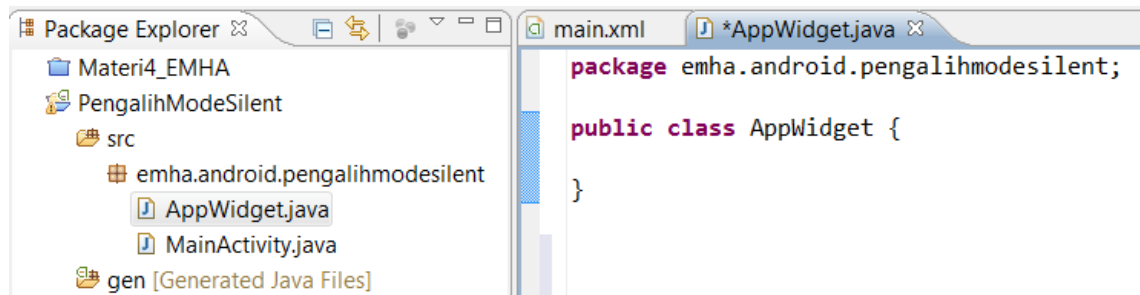 Package Explorer
Materi4_EMHA
PengalihModeSilent
src
emha.android.pengalihmodesilent
AppWidget.java
MainActivity.java
gen [Generated Java Files]
main.xml
*AppWidget.java
package emha.android.pengalihmodesilent;
public class AppWidget {
}